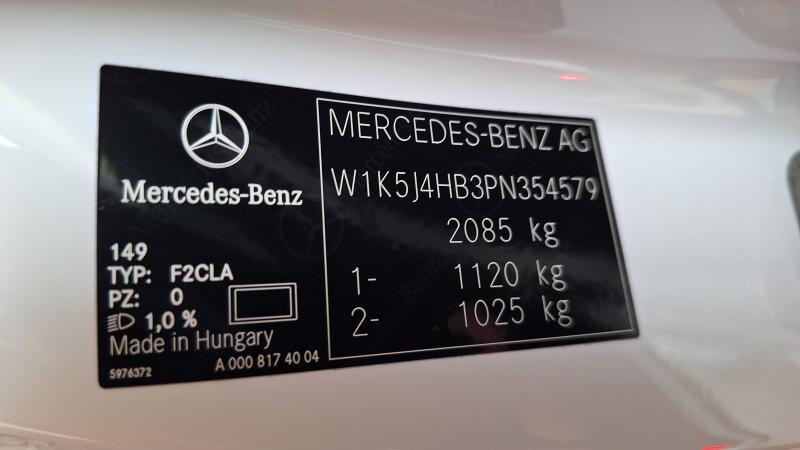 Mercedes-Benz
149
TYP: F2CLA
PZ: 0
1,0 %
Made in Hungary
5976372
A 000 817 40 04
MERCEDES-BENZ AG
W1K5J4HB3PN354579
2085 kg
1- 1120 kg
2- 1025 kg